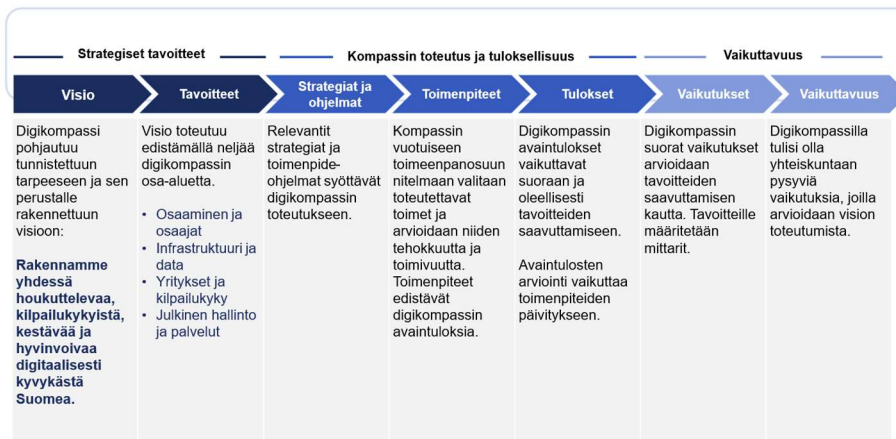 Strategiset tavoitteet
Kompassin toteutus ja tuloksellisuus
Vaikuttavuus
Visio
Tavoitteet
Strategiat ja
ohjelmat
Toimenpiteet
Tulokset
Vaikutukset
Vaikuttavuus
Digikompassi
pohjautuu
tunnistettuun
tarpeeseen ja sen
perustalle
rakennettuun
visioon:
Rakennamme
yhdessä
houkuttelevaa,
kilpailukykyistä,
kestävää ja
hyvinvoivaa
digitaalisesti
kyvykästä
Suomea.
Visio toteutuu
edistämällä neljää
digikompassin
osa-aluetta.
• Osaaminen ja
osaajat
• Infrastruktuuri ja
data
• Yritykset ja
kilpailukyky
• Julkinen hallinto
ja palvelut
Relevantit
strategiat ja
toimenpide-
ohjelmat syöttävät
digikompassin
toteutukseen.
Kompassin
vuotuiseen
toimeenpanosuun
nitelmaan valitaan
toteutettavat
toimet ja
arvioidaan niiden
tehokkuutta ja
toimivuutta.
Toimenpiteet
edistävät
digikompassin
avaintuloksia.
Digikompassin
avaintulokset
vaikuttavat
suoraan ja
oleellisesti
tavoitteiden
saavuttamiseen.
Avaintulosten
arviointi vaikuttaa
toimenpiteiden
päivitykseen.
Digikompassin
suorat vaikutukset
arvioidaan
tavoitteiden
saavuttamisen
kautta. Tavoitteille
määritetään
mittarit.
Digikompassilla
tulisi olla
yhteiskuntaan
pysyviä
vaikutuksia, joilla
arvioidaan vision
toteutumista.